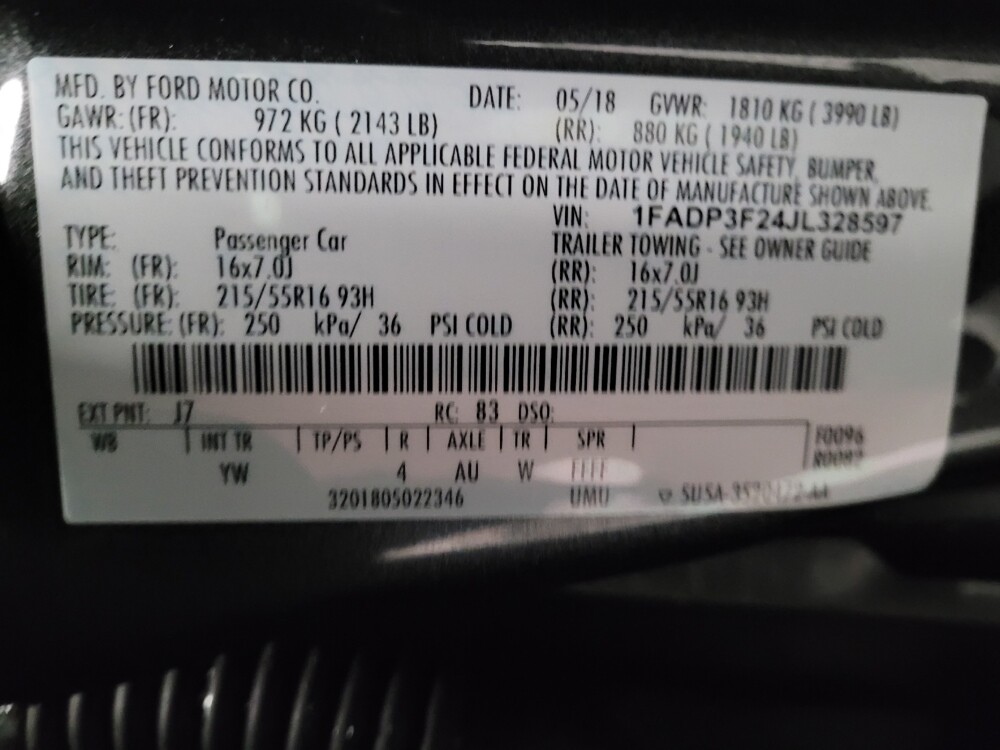 MFD. BY FORD MOTOR CO. DATE: 05/18 GVWR: 1810 KG ( 3990 LB)
GAWR: (FR): 972 KG ( 2143 LB) (RR): 880 KG ( 1940 LB)
THIS VEHICLE CONFORMS TO ALL APPLICABLE FEDERAL MOTOR VEHICLE SAFETY, BUMPER,
AND THEFT PREVENTION STANDARDS IN EFFECT ON THE DATE OF MANUFACTURE SHOWN ABOVE.
VIN: 1FADP3F24JL328597
TYPE: Passenger Car TRAILER TOWING - SEE OWNER GUIDE
RIM: (FR): 16x7.0J (RR): 16x7.0J
TIRE: (FR): 215/55R16 93H (RR): 215/55R16 93H
PRESSURE: (FR): 250 kPa/ 36 PSI COLD (RR): 250 kPa/ 36 PSI COLD
EXT PNT: J7 RC: 83 DSO:
WB INT TR TP/PS R AXLE TR SPR F0096
R0082
YW 4 AU W FFFF
3201805022346 UMU